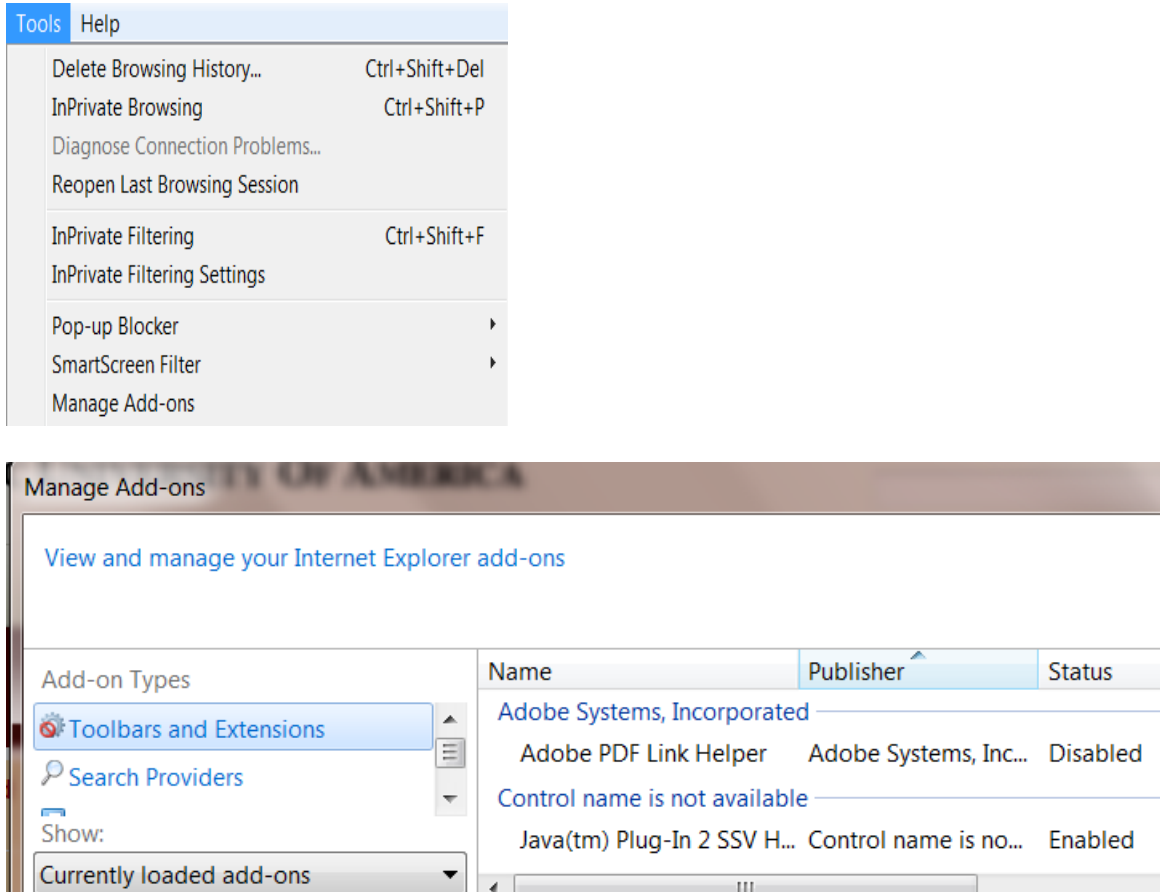 Tools Help
Delete Browsing History... Ctrl+Shift+Del
InPrivate Browsing Ctrl+Shift+P
Diagnose Connection Problems...
Reopen Last Browsing Session
InPrivate Filtering Ctrl+Shift+F
InPrivate Filtering Settings
Pop-up Blocker
SmartScreen Filter
Manage Add-ons
UNIVERSITY OF AMERICA
Manage Add-ons
View and manage your Internet Explorer add-ons
Add-on Types
Toolbars and Extensions
Search Providers
Show:
Currently loaded add-ons
Name Publisher Status
Adobe Systems, Incorporated
Adobe PDF Link Helper Adobe Systems, Inc... Disabled
Control name is not available
Java(tm) Plug-In 2 SSV H... Control name is no... Enabled